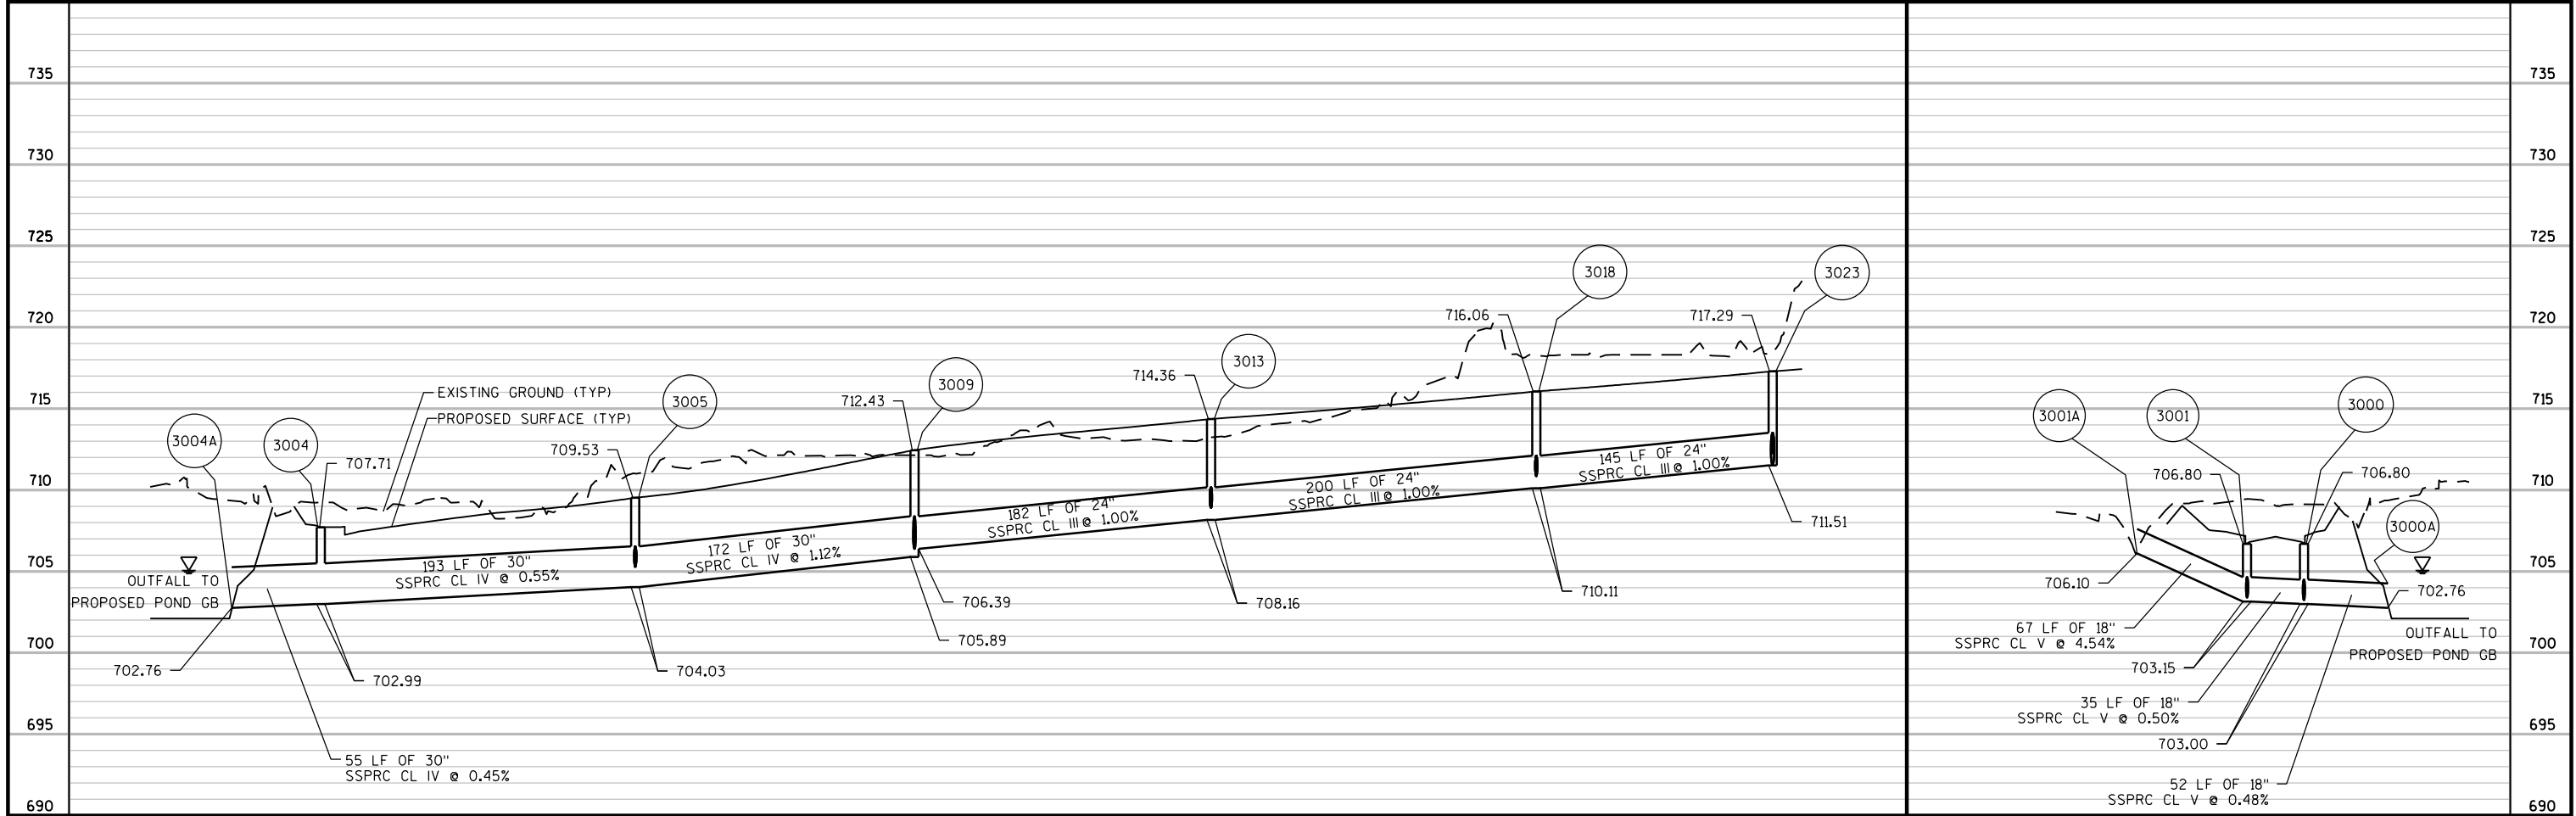 735
735
730
730
725
725
720
720
715
715
710
710
705
705
700
700
695
695
690
690
3018
3023
716.06
717.29
3013
714.36
3009
712.43
EXISTING GROUND (TYP)
PROPOSED SURFACE (TYP)
3005
709.53
3004A
3004
707.71
OUTFALL TO
PROPOSED POND GB
193 LF OF 30"
SSPRC CL IV @ 0.55%
172 LF OF 30"
SSPRC CL IV @ 1.12%
182 LF OF 24"
SSPRC CL III @ 1.00%
200 LF OF 24"
SSPRC CL III @ 1.00%
145 LF OF 24"
SSPRC CL III @ 1.00%
711.51
710.11
708.16
706.39
705.89
704.03
702.99
702.76
55 LF OF 30"
SSPRC CL IV @ 0.45%
3001A
3001
3000
706.80
706.80
3000A
706.10
702.76
67 LF OF 18"
SSPRC CL V @ 4.54%
OUTFALL TO
PROPOSED POND GB
703.15
35 LF OF 18"
SSPRC CL V @ 0.50%
703.00
52 LF OF 18"
SSPRC CL V @ 0.48%